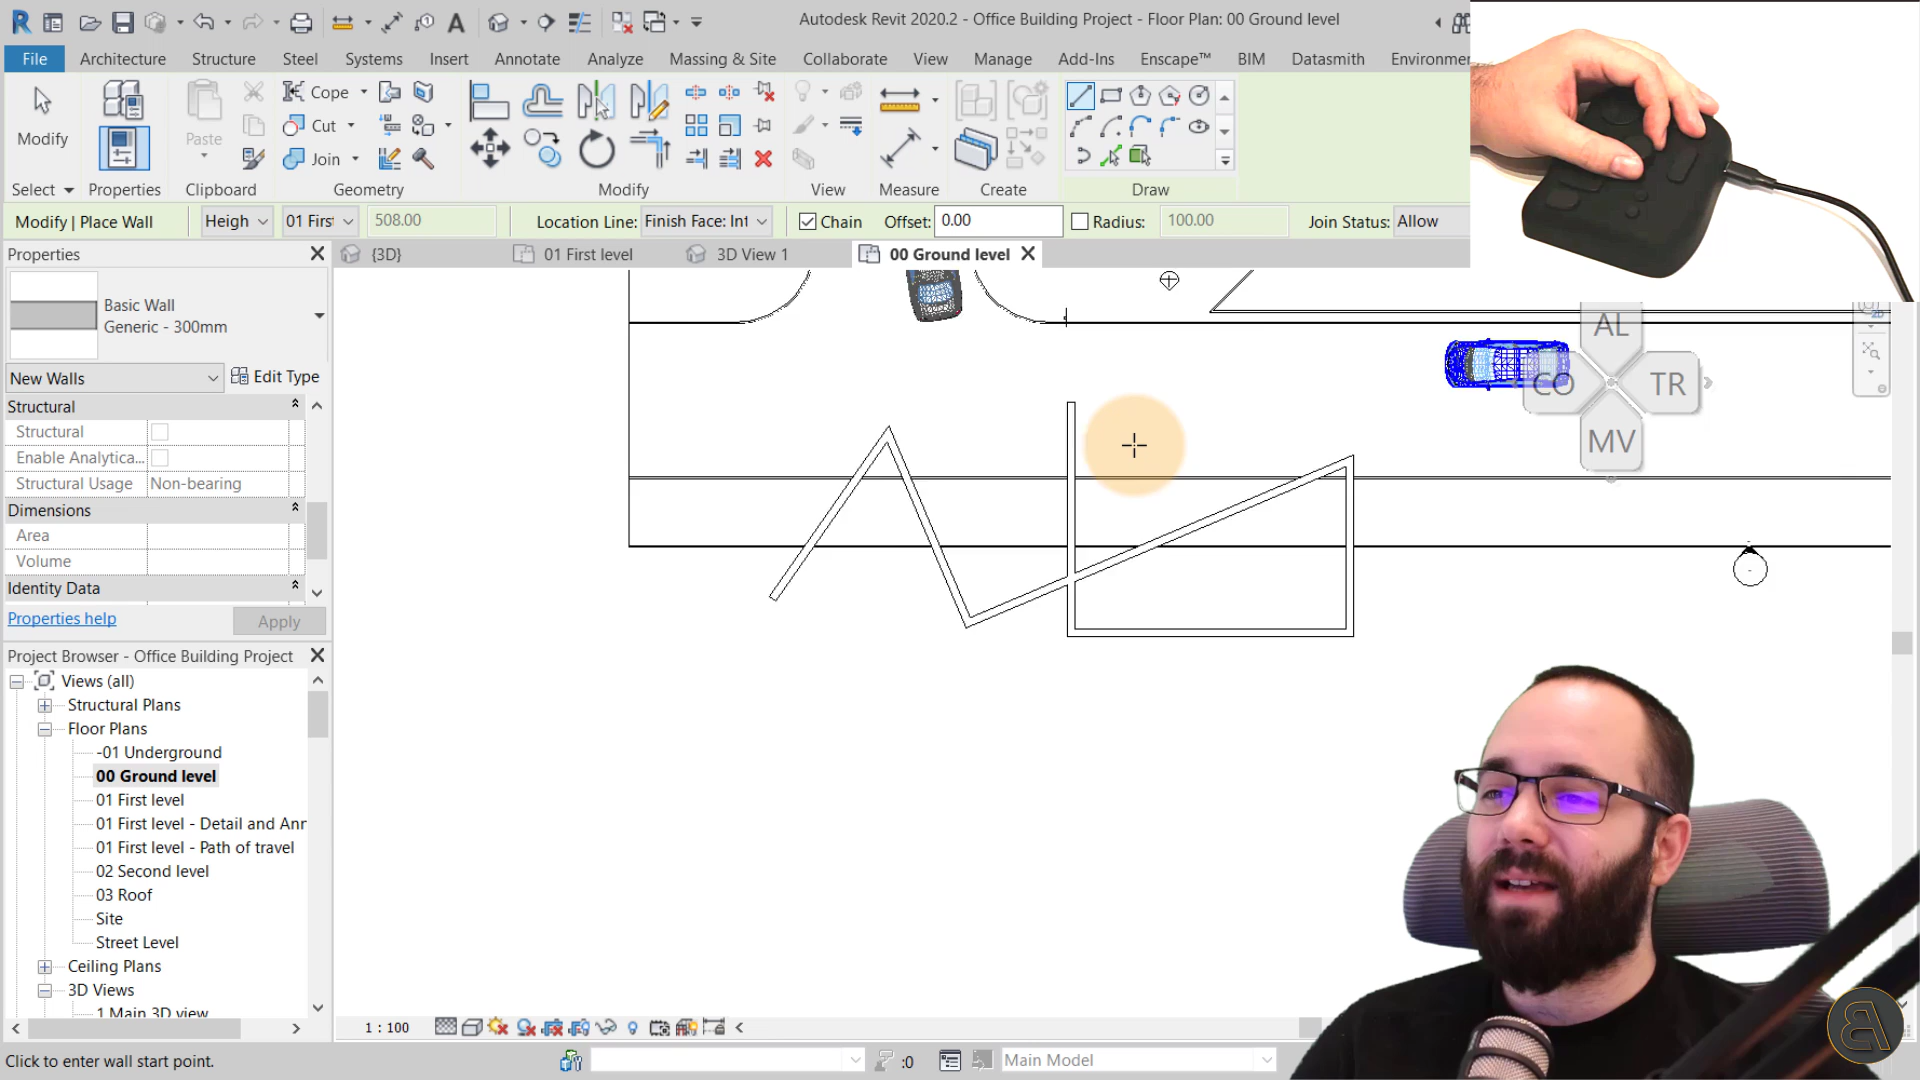 Autodesk Revit 2020.2 - Office Building Project - Floor Plan: 00 Ground level
File Architecture Structure Steel Systems Insert Annotate Analyze Massing & Site Collaborate View Manage Add-Ins Enscape™ BIM Datasmith Environmen
Modify
Paste
Cope
Cut
Join
Select Properties Clipboard Geometry Modify View Measure Create Draw
Modify | Place Wall Heigh 01 Firs 508.00 Location Line: Finish Face: Int Chain Offset: 0.00 Radius: 100.00 Join Status: Allow
Properties
{3D} 01 First level 3D View 1 00 Ground level
Basic Wall
Generic - 300mm
New Walls Edit Type
Structural
Structural
Enable Analytica...
Structural Usage Non-bearing
Dimensions
Area
Volume
Identity Data
Properties help Apply
AL
CO TR
MV
Project Browser - Office Building Project
Views (all)
Structural Plans
Floor Plans
-01 Underground
00 Ground level
01 First level
01 First level - Detail and Anr
01 First level - Path of travel
02 Second level
03 Roof
Site
Street Level
Ceiling Plans
3D Views
1 Main 3D view
1 : 100
Click to enter wall start point. :0 Main Model